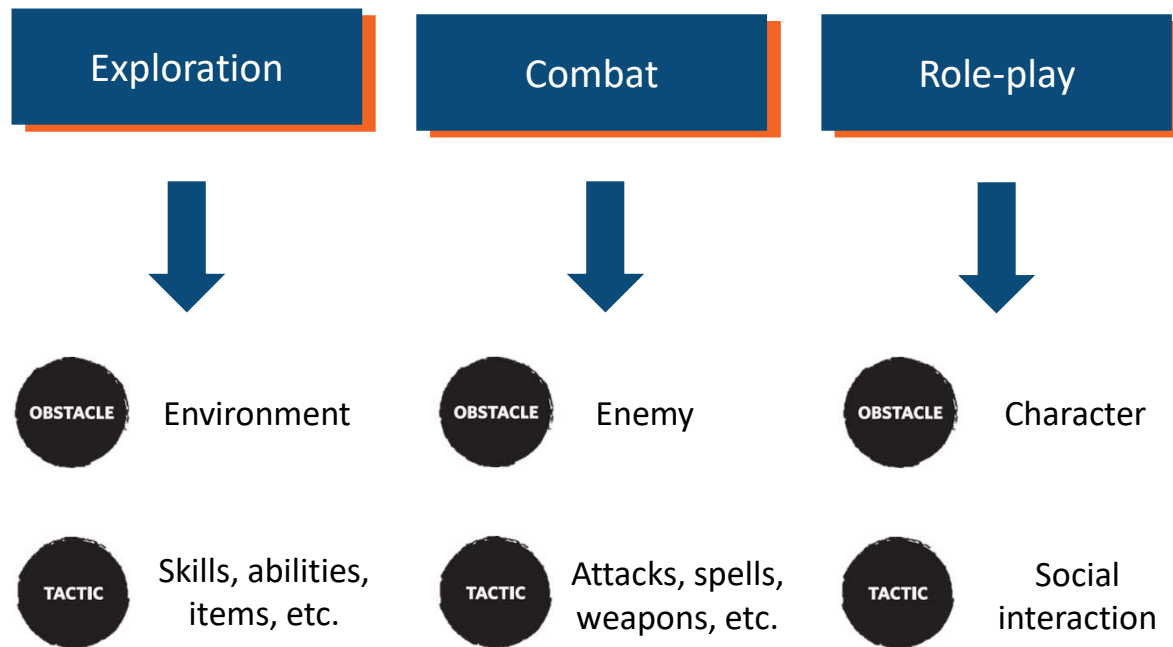 Exploration
Combat
Role-play
OBSTACLE
Environment
OBSTACLE
Enemy
OBSTACLE
Character
TACTIC
Skills, abilities,
items, etc.
TACTIC
Attacks, spells,
weapons, etc.
TACTIC
Social
interaction